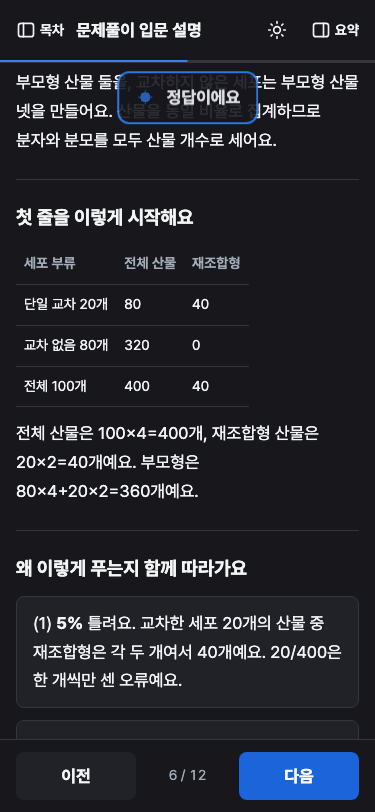 목차 문제풀이 입문 설명 요약
부모형 산물 둘을, 교차하지 않은 세포는 부모형 산물
정답이에요
넷을 만들어요. 산물을 동일 비율로 집계하므로
분자와 분모를 모두 산물 개수로 세어요.
첫 줄을 이렇게 시작해요
세포 부류 전체 산물 재조합형
단일 교차 20개 80 40
교차 없음 80개 320 0
전체 100개 400 40
전체 산물은 100×4=400개, 재조합형 산물은
20×2=40개예요. 부모형은
80×4+20×2=360개예요.
왜 이렇게 푸는지 함께 따라가요
(1) 5% 틀려요. 교차한 세포 20개의 산물 중
재조합형은 각 두 개여서 40개예요. 20/400은
한 개씩만 센 오류예요.
이전 6 / 12 다음